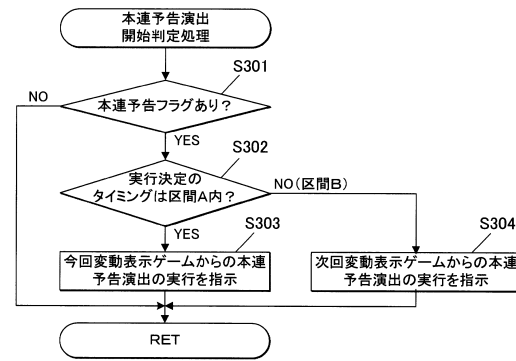 本連予告演出
開始判定処理
S301
NO
本連予告フラグあり？
YES
S302
実行決定の
タイミングは区間A内？
NO（区間B）
YES
S303
S304
今回変動表示ゲームからの本連
予告演出の実行を指示
次回変動表示ゲームからの本連
予告演出の実行を指示
RET